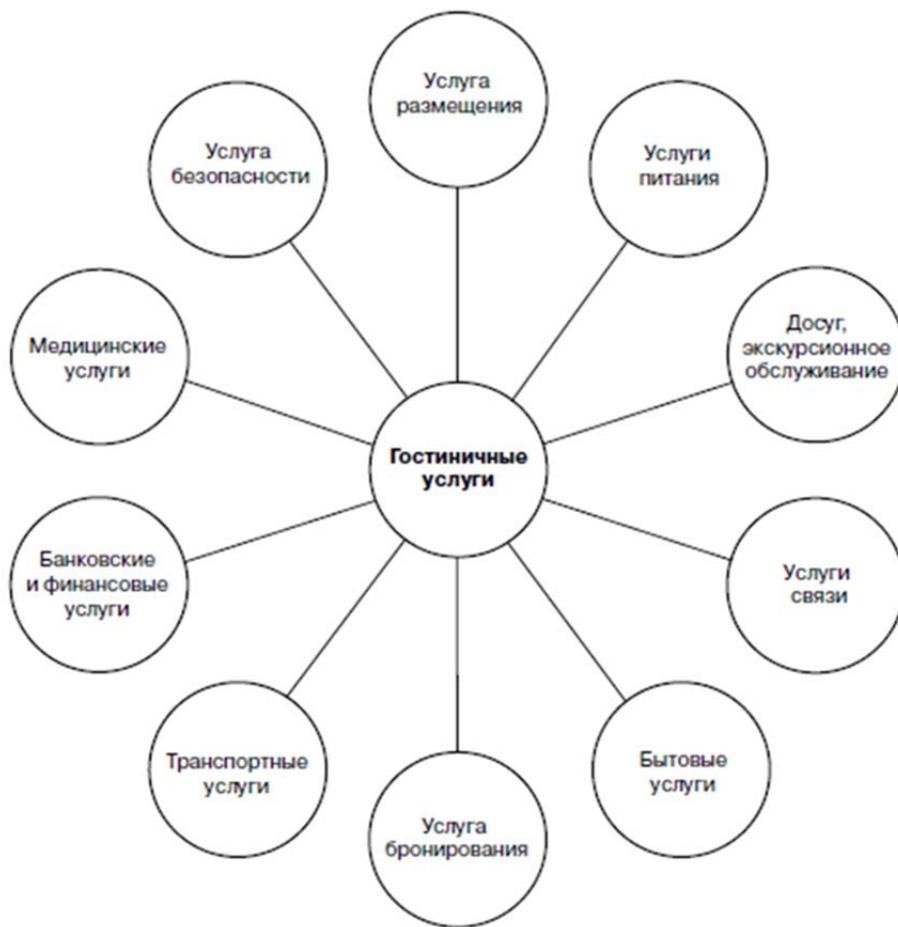 Услуга
размещения
Услуги
питания
Досуг,
экскурсионное
обслуживание
Услуги
связи
Бытовые
услуги
Услуга
бронирования
Транспортные
услуги
Банковские
и финансовые
услуги
Медицинские
услуги
Услуга
безопасности
Гостиничные
услуги